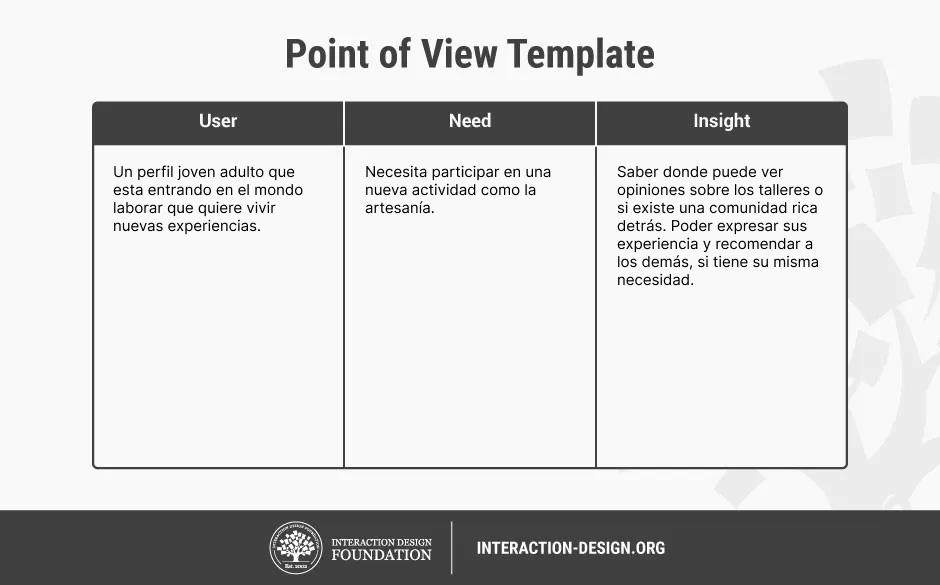 Point of View Template
User
Need
Insight
Un perfil joven adulto que
esta entrando en el mondo
laborar que quiere vivir
nuevas experiencias.
Necesita participar en una
nueva actividad como la
artesanía.
Saber donde puede ver
opiniones sobre los talleres o
si existe una comunidad rica
detrás. Poder expresar sus
experiencia y recomendar a
los demás, si tiene su misma
necesidad.
INTERACTION DESIGN FOUNDATION
Est. 2002
INTERACTION DESIGN
FOUNDATION
INTERACTION-DESIGN.ORG